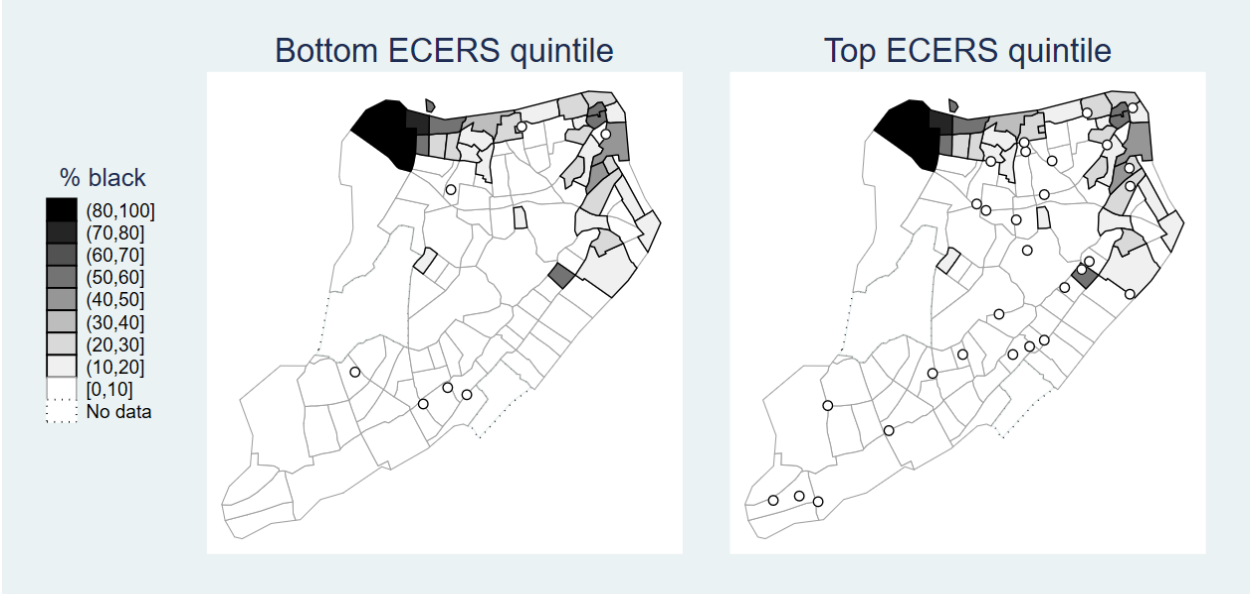 Bottom ECERS quintile
Top ECERS quintile
% black
(80,100]
(70,80]
(60,70]
(50,60]
(40,50]
(30,40]
(20,30]
(10,20]
[0,10]
No data